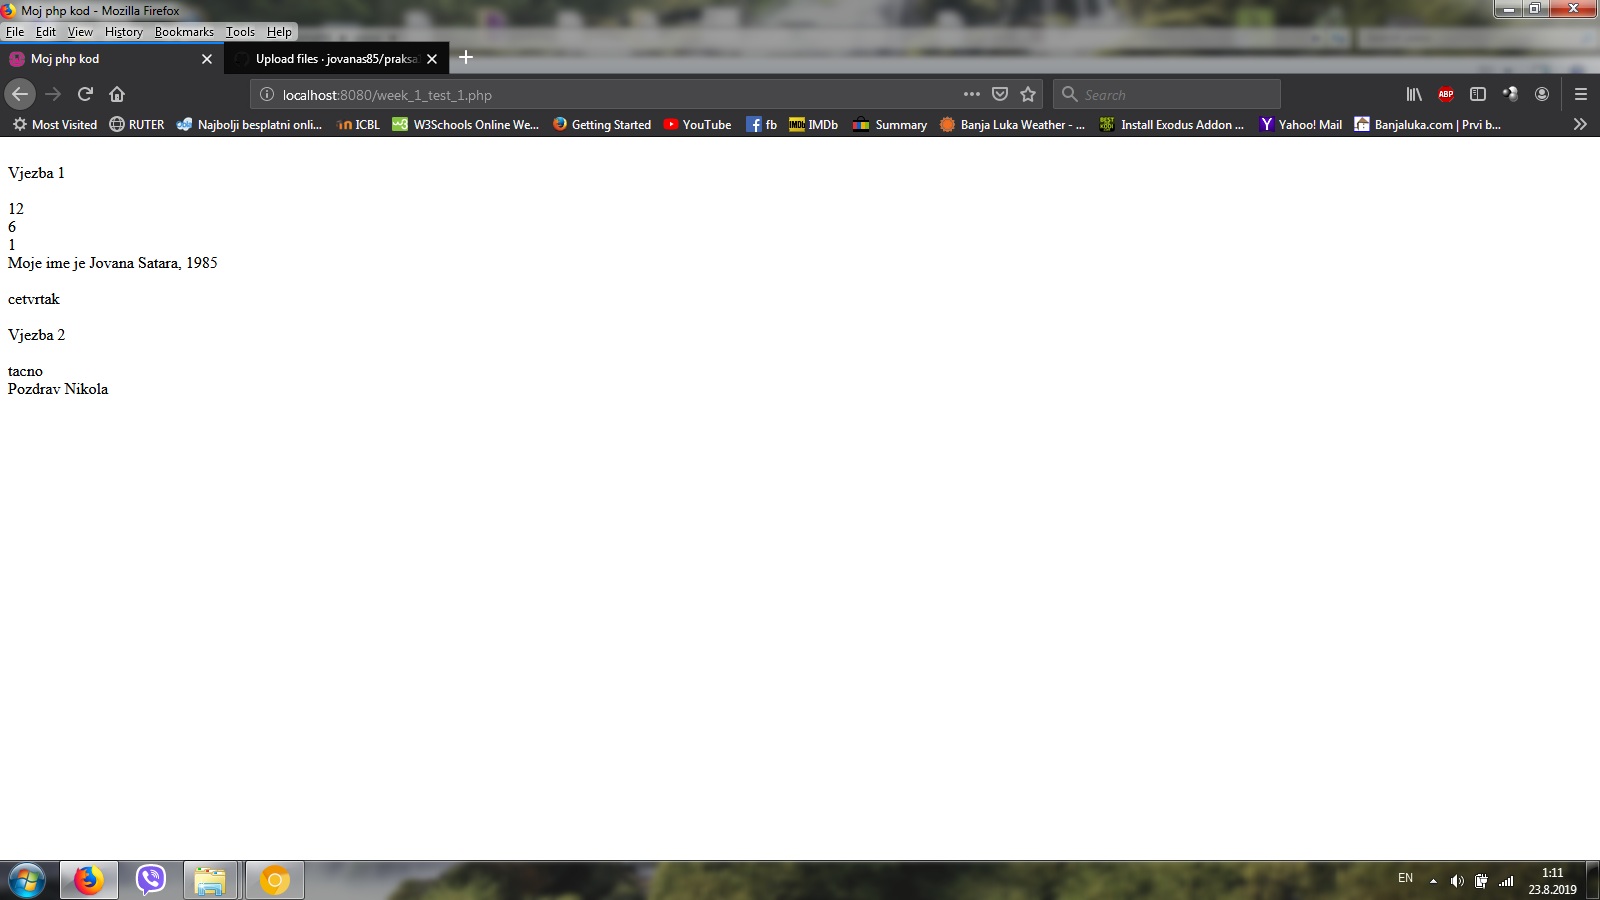 Moj php kod - Mozilla Firefox
File Edit View History Bookmarks Tools Help
Moj php kod
Upload files · jovanas85/praksa
localhost:8080/week_1_test_1.php
Search
ABP
Most Visited
RUTER
Najbolji besplatni onli...
ICBL
W3Schools Online We...
Getting Started
YouTube
fb
IMDb
Summary
Banja Luka Weather - ...
Install Exodus Addon ...
Yahoo! Mail
Banjaluka.com | Prvi b...
Vjezba 1
12
6
1
Moje ime je Jovana Satara, 1985
cetvrtak
Vjezba 2
tacno
Pozdrav Nikola
EN
1:11
23.8.2019